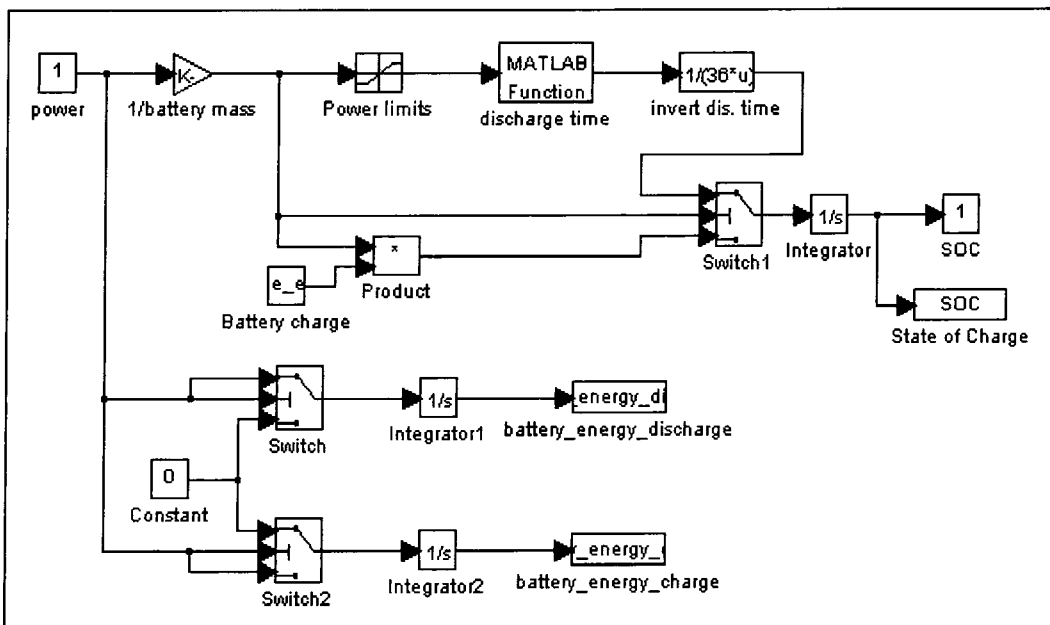 1
power
K-
1/battery mass
Power limits
MATLAB
Function
discharge time
1/(36*u)
invert dis. time
Switch1
1/s
Integrator
1
SOC
SOC
State of Charge
*
Product
e_e
Battery charge
Switch
1/s
Integrator1
_energy_di
battery_energy_discharge
0
Constant
Switch2
1/s
Integrator2
_energy_
battery_energy_charge